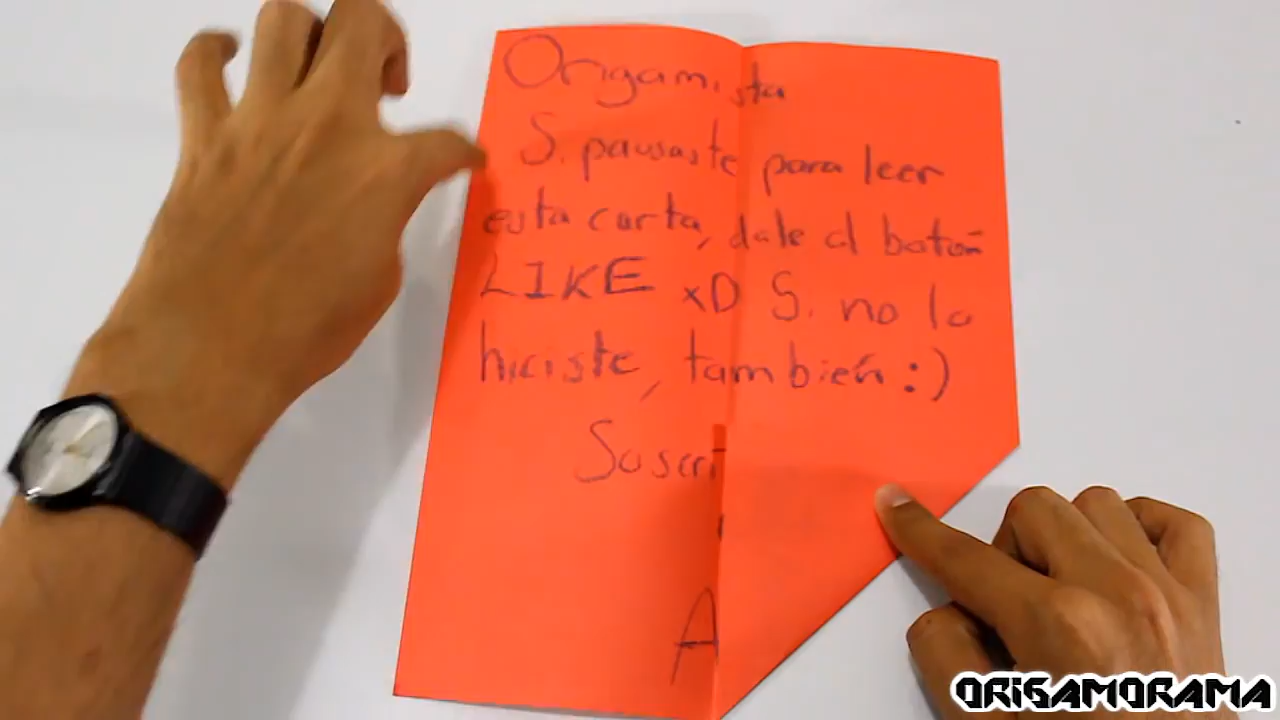 Origamista
Si pausaste para leer
esta carta, dale al botón
LIKE xD Si no lo
hiciste, también :)
Suscri
A
ORIGAMORAMA